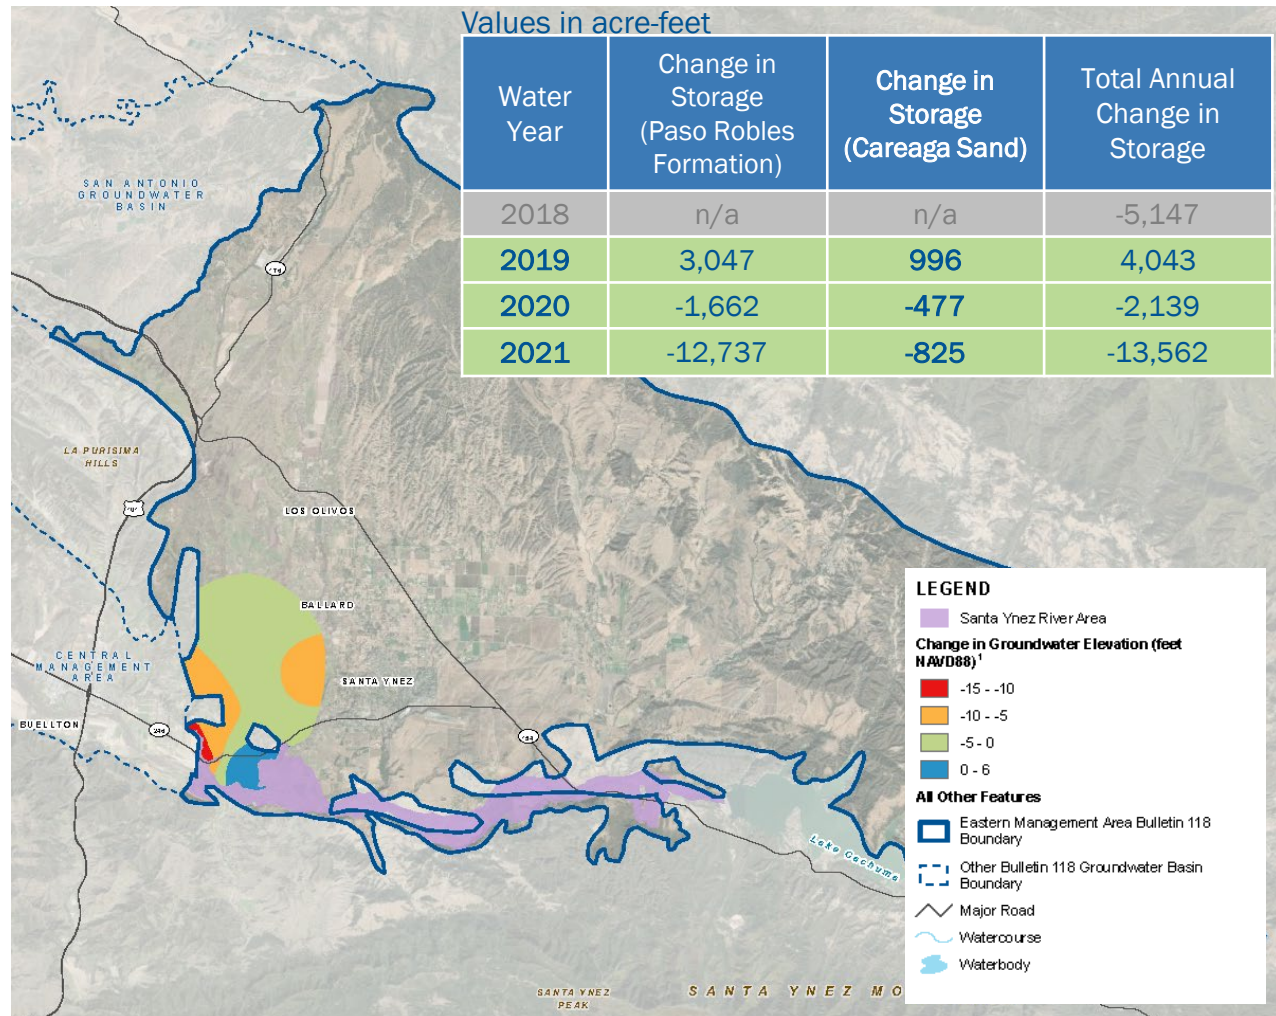 Values in acre-feet
Water
Year
Change in
Storage
(Paso Robles
Formation)
Change in
Storage
(Careaga Sand)
Total Annual
Change in
Storage
2018 n/a n/a -5,147
2019 3,047 996 4,043
2020 -1,662 -477 -2,139
2021 -12,737 -825 -13,562
SAN ANTONIO
GROUNDWATER
BASIN
LA PURISIMA
HILLS
101
LOS OLIVOS
BALLARD
CENTRAL
MANAGEMENT
AREA
SANTA YNEZ
BUELLTON
246
154
Lake Cachuma
SANTA YNEZ
PEAK
SANTA YNEZ MO
LEGEND
Santa Ynez River Area
Change in Groundwater Elevation (feet
NAVD88)¹
-15 - -10
-10 - -5
-5 - 0
0 - 6
All Other Features
Eastern Management Area Bulletin 118
Boundary
Other Bulletin 118 Groundwater Basin
Boundary
Major Road
Watercourse
Waterbody